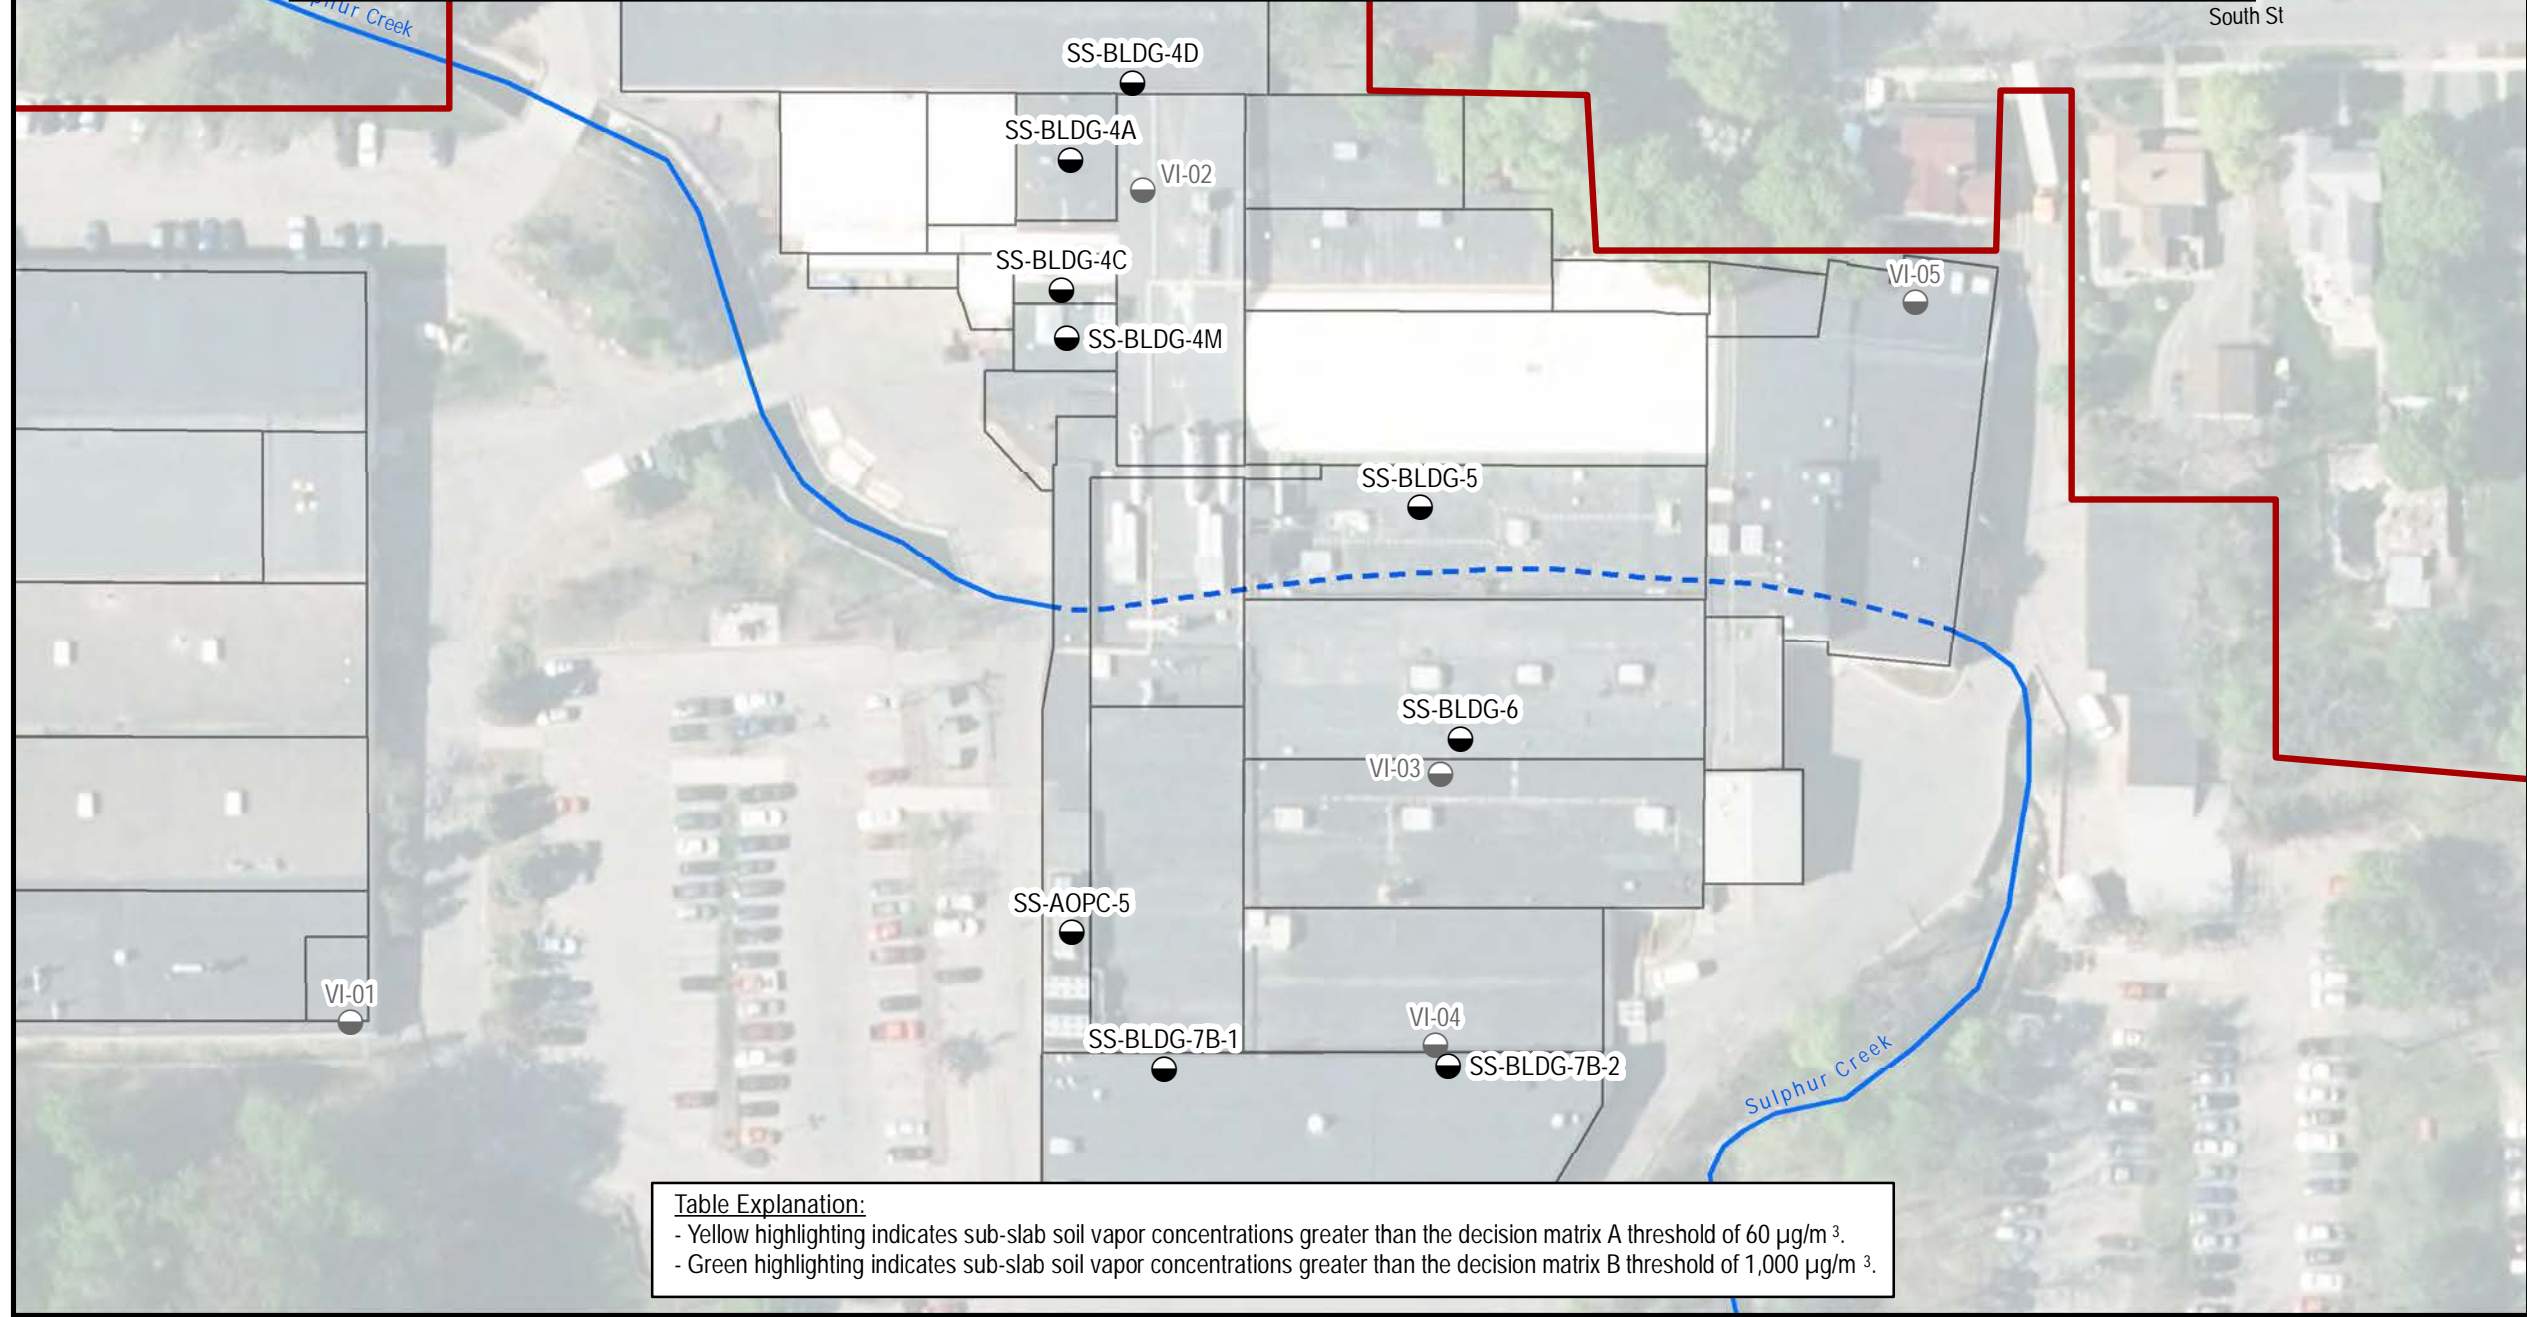 South St
Creek
SS-BLDG-4D
SS-BLDG-4A
VI-02
SS-BLDG-4C
VI-05
SS-BLDG-4M
SS-BLDG-5
SS-BLDG-6
VI-03
SS-AOPC-5
VI-01
VI-04
SS-BLDG-7B-1
SS-BLDG-7B-2
Sulphur Creek
Table Explanation:
- Yellow highlighting indicates sub-slab soil vapor concentrations greater than the decision matrix A threshold of 60 µg/m ³.
- Green highlighting indicates sub-slab soil vapor concentrations greater than the decision matrix B threshold of 1,000 µg/m ³.